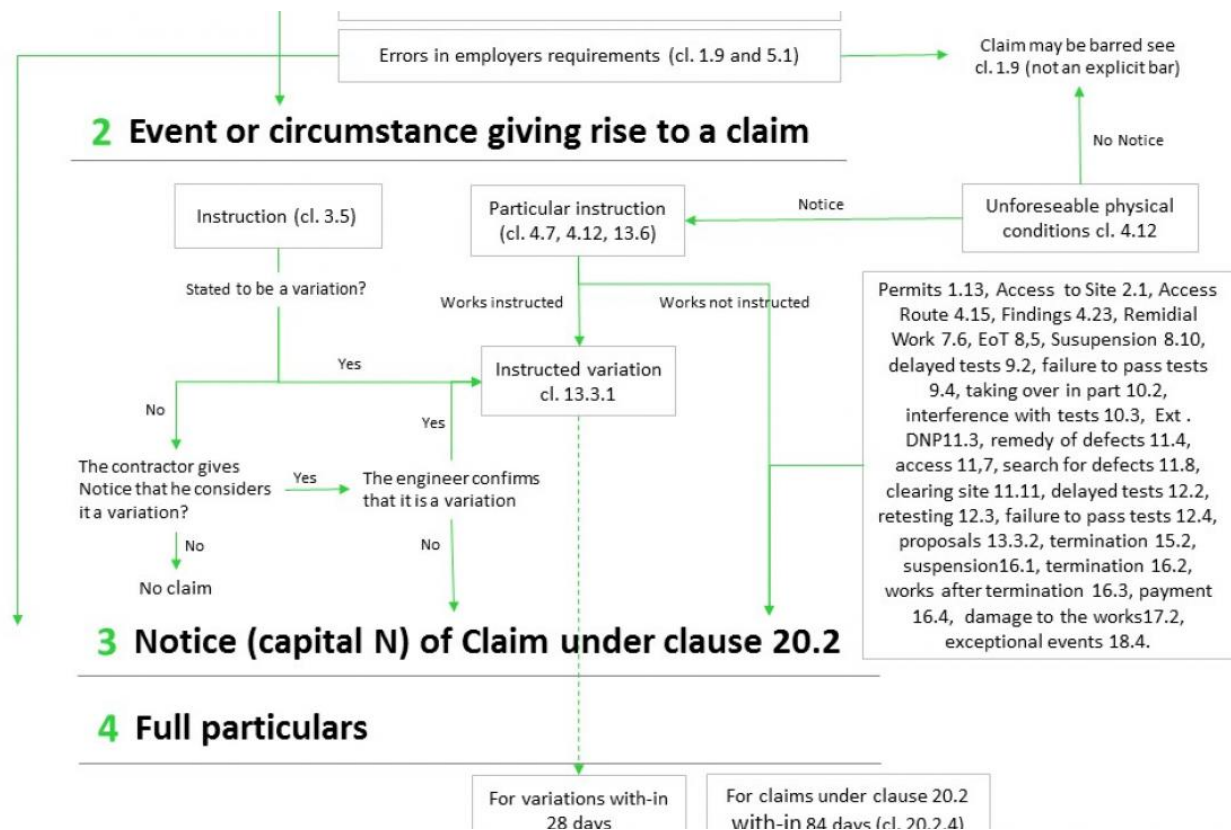 Errors in employers requirements (cl. 1.9 and 5.1)
Claim may be barred see
cl. 1.9 (not an explicit bar)
2 Event or circumstance giving rise to a claim
No Notice
Instruction (cl. 3.5)
Particular instruction
(cl. 4.7, 4.12, 13.6)
Notice
Unforeseable physical
conditions cl. 4.12
Stated to be a variation?
Works instructed
Works not instructed
Permits 1.13, Access to Site 2.1, Access
Route 4.15, Findings 4.23, Remidial
Work 7.6, EoT 8,5, Susupension 8.10,
delayed tests 9.2, failure to pass tests
9.4, taking over in part 10.2,
interference with tests 10.3, Ext .
DNP11.3, remedy of defects 11.4,
access 11,7, search for defects 11.8,
clearing site 11.11, delayed tests 12.2,
retesting 12.3, failure to pass tests 12.4,
proposals 13.3.2, termination 15.2,
suspension16.1, termination 16.2,
works after termination 16.3, payment
16.4, damage to the works17.2,
exceptional events 18.4.
Yes
Instructed variation
cl. 13.3.1
No
Yes
The contractor gives
Notice that he considers
it a variation?
Yes
The engineer confirms
that it is a variation
No
No
No claim
3 Notice (capital N) of Claim under clause 20.2
4 Full particulars
For variations with-in
28 days
For claims under clause 20.2
with-in 84 days (cl. 20.2.4)